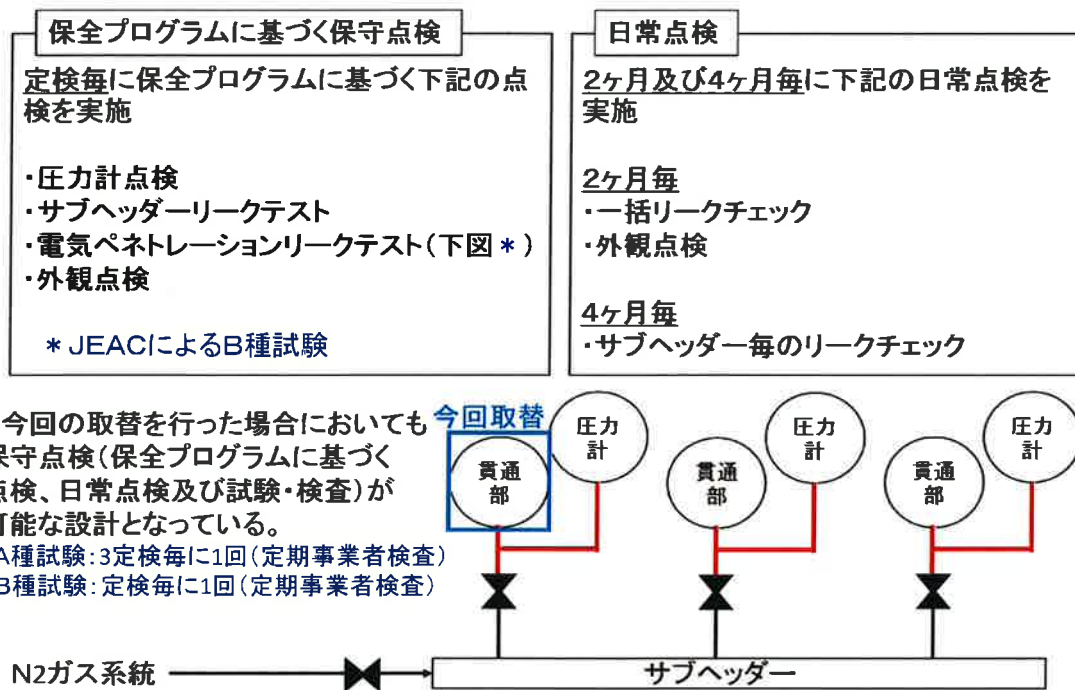 保全プログラムに基づく保守点検
定検毎に保全プログラムに基づく下記の点
検を実施
・圧力計点検
・サブヘッダーリークテスト
・電気ペネトレーションリークテスト(下図*)
・外観点検
*JEACによるB種試験
日常点検
2ヶ月及び4ヶ月毎に下記の日常点検を
実施
2ヶ月毎
・一括リークチェック
・外観点検
4ヶ月毎
・サブヘッダー毎のリークチェック
今回の取替を行った場合においても
保守点検(保全プログラムに基づく
点検、日常点検及び試験・検査)が
可能な設計となっている。
A種試験:3定検毎に1回(定期事業者検査)
B種試験:定検毎に1回(定期事業者検査)
今回取替
貫通
部
圧力
計
貫通
部
圧力
計
貫通
部
圧力
計
N2ガス系統
サブヘッダー